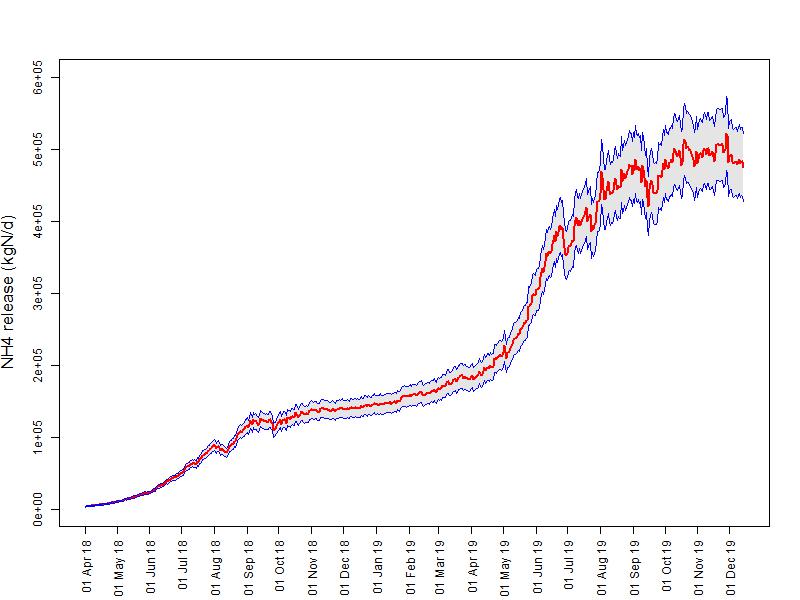 NH4 release (kgN/d)
6e+05
5e+05
4e+05
3e+05
2e+05
1e+05
0e+00
01 Apr 18
01 May 18
01 Jun 18
01 Jul 18
01 Aug 18
01 Sep 18
01 Oct 18
01 Nov 18
01 Dec 18
01 Jan 19
01 Feb 19
01 Mar 19
01 Apr 19
01 May 19
01 Jun 19
01 Jul 19
01 Aug 19
01 Sep 19
01 Oct 19
01 Nov 19
01 Dec 19